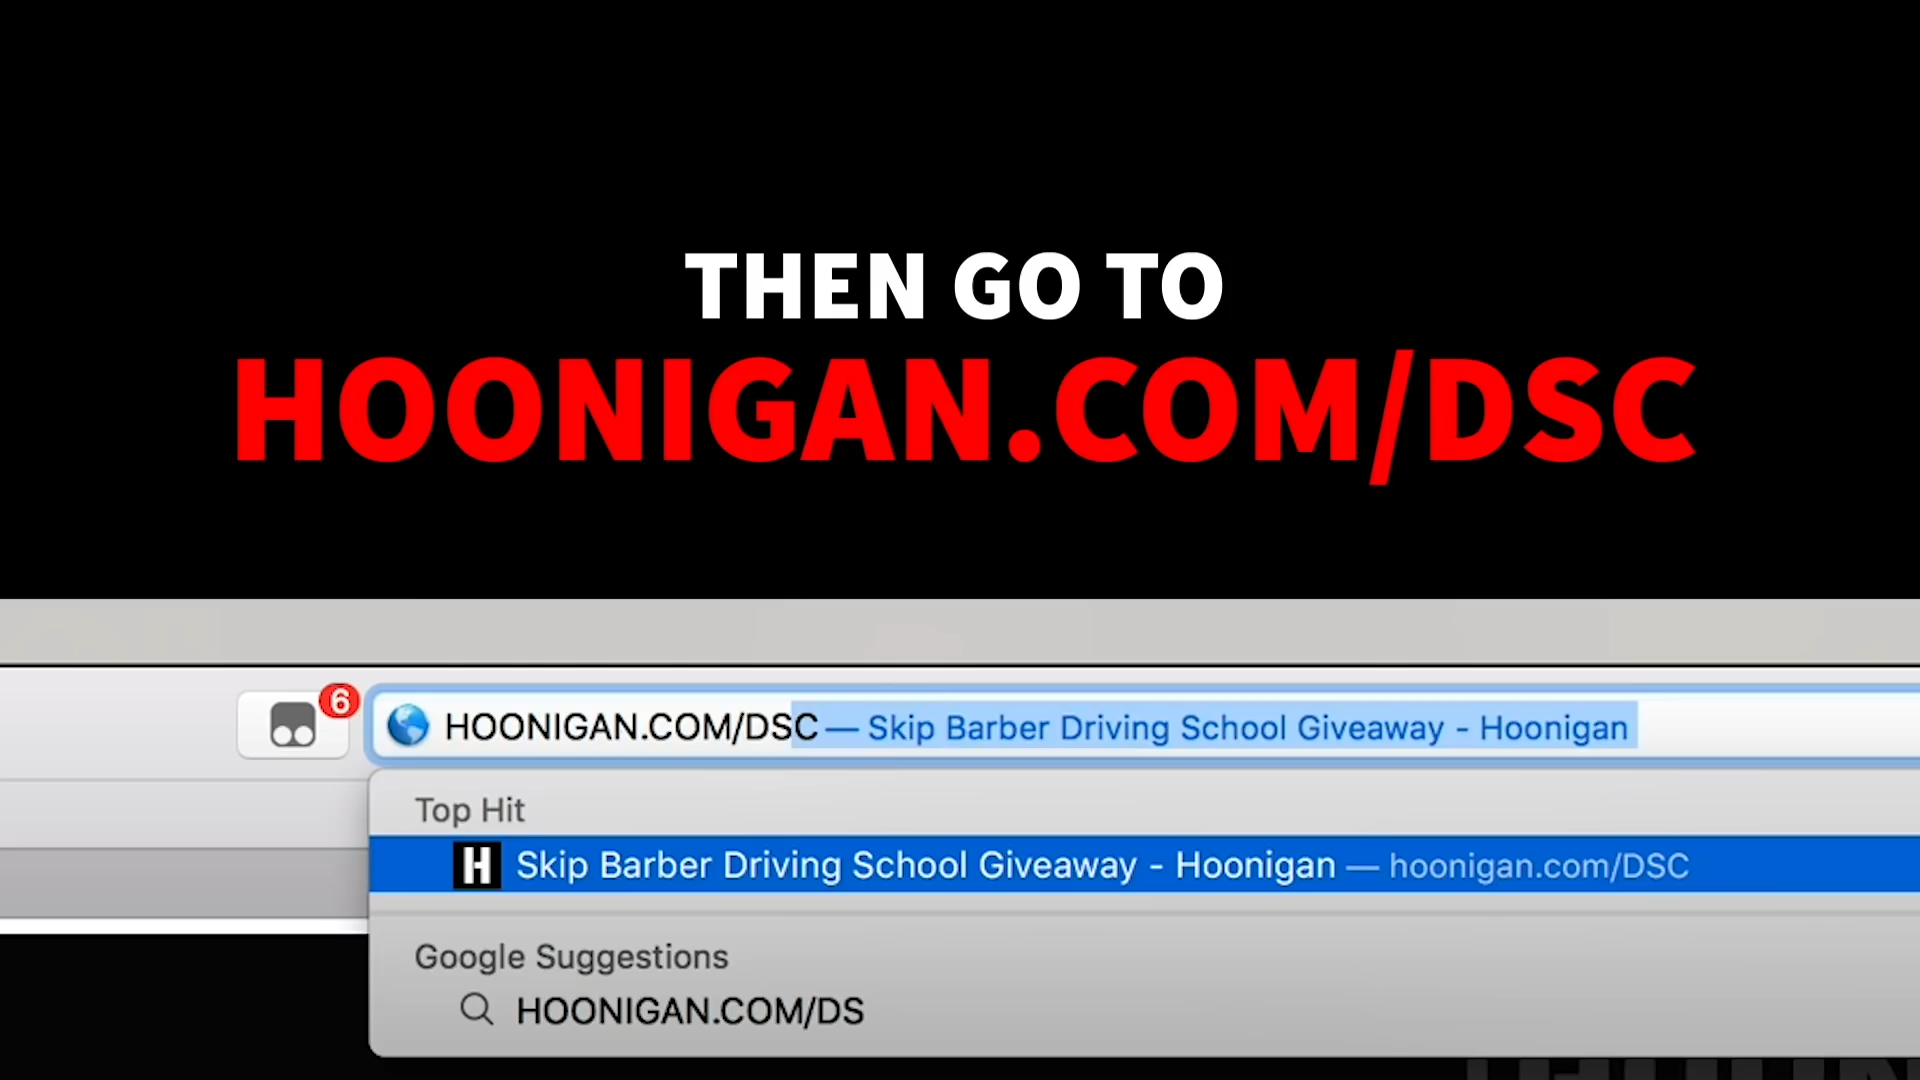 THEN GO TO
HOONIGAN.COM/DSC
6
HOONIGAN.COM/DSC — Skip Barber Driving School Giveaway - Hoonigan
Top Hit
H Skip Barber Driving School Giveaway - Hoonigan — hoonigan.com/DSC
Google Suggestions
HOONIGAN.COM/DS